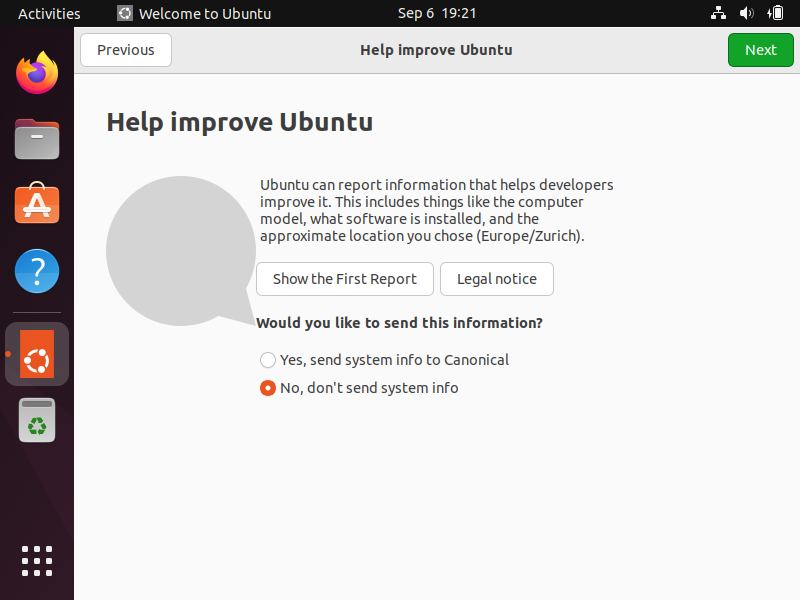 Activities Welcome to Ubuntu Sep 6 19:21
Previous Help improve Ubuntu Next
Help improve Ubuntu
Ubuntu can report information that helps developers
improve it. This includes things like the computer
model, what software is installed, and the
approximate location you chose (Europe/Zurich).
Show the First Report Legal notice
Would you like to send this information?
Yes, send system info to Canonical
No, don't send system info